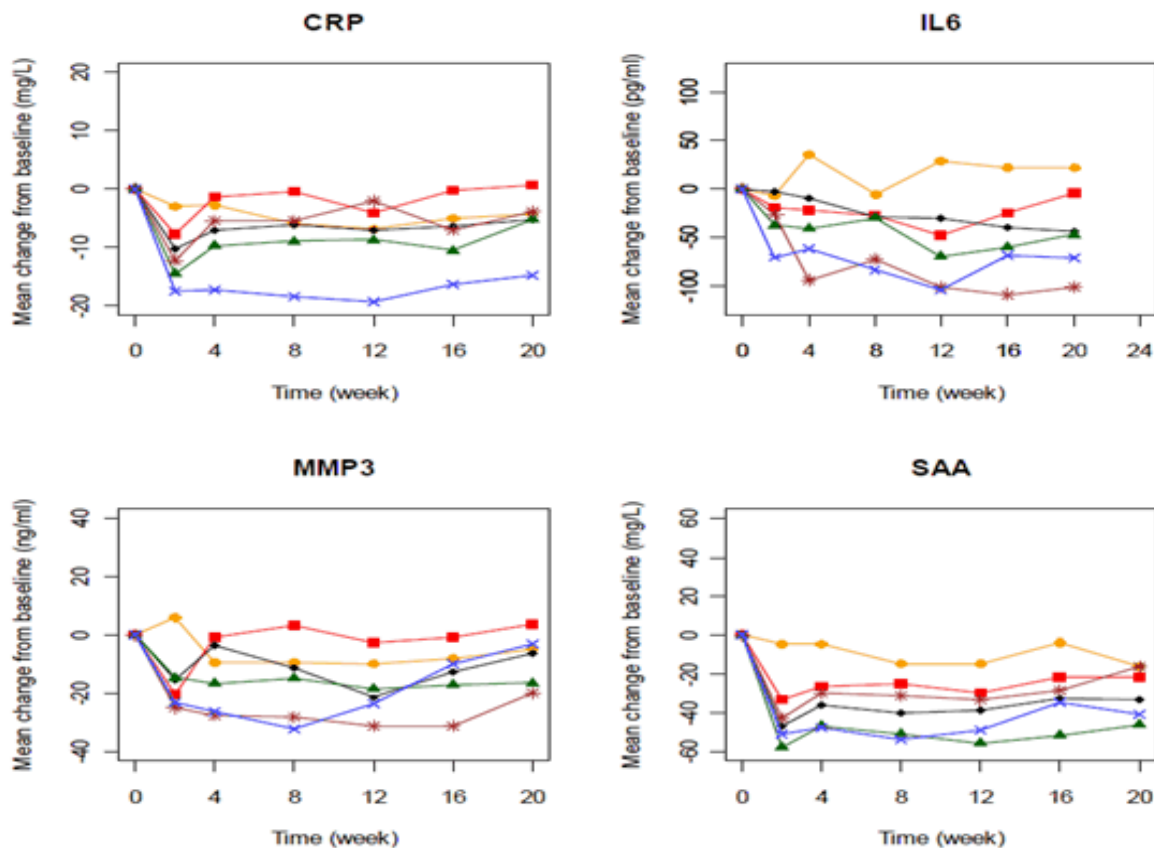 CRP
Mean change from baseline (mg/L)
20
10
0
-10
-20
0 4 8 12 16 20
Time (week)
IL6
Mean change from baseline (pg/ml)
100
50
0
-50
-100
0 4 8 12 16 20 24
Time (week)
MMP3
Mean change from baseline (ng/ml)
40
20
0
-20
-40
0 4 8 12 16 20
Time (week)
SAA
Mean change from baseline (mg/L)
60
40
20
0
-20
-40
-60
0 4 8 12 16 20
Time (week)